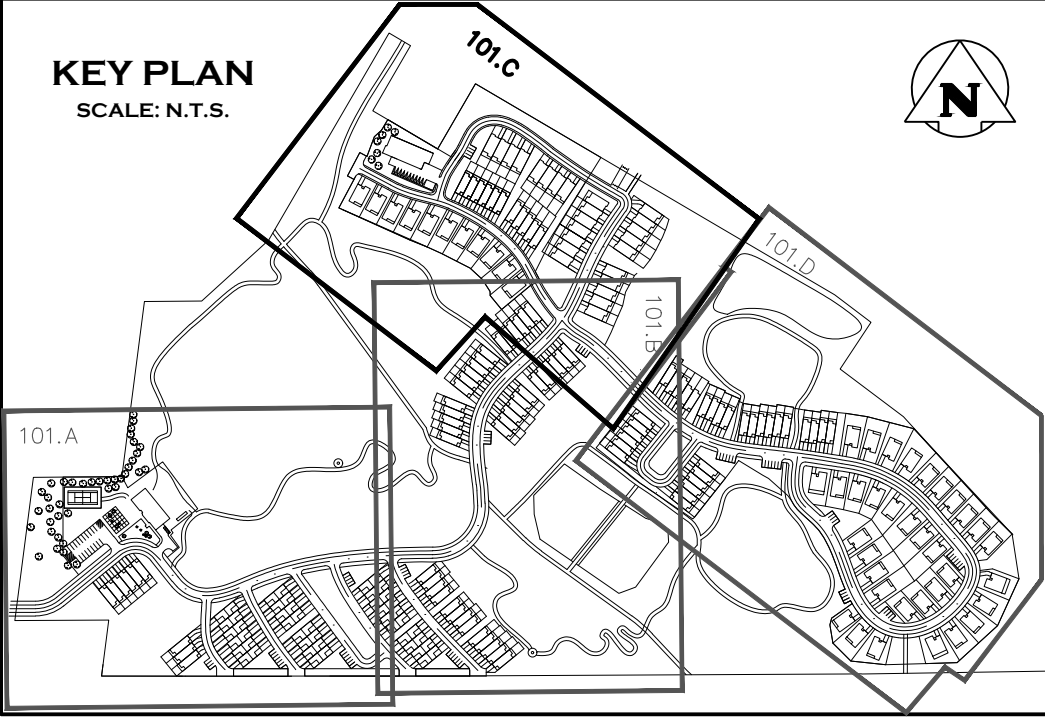 KEY PLAN
SCALE: N.T.S.
101.C
N
101.D
101.B
101.A